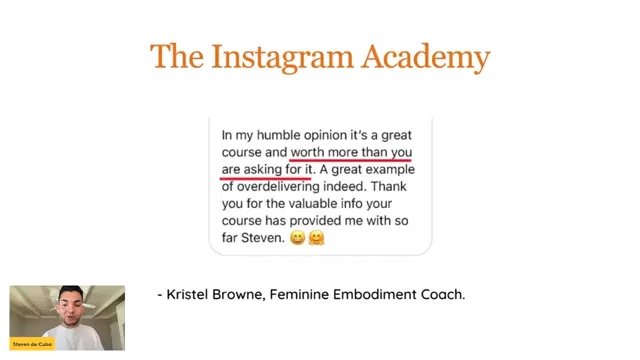 The Instagram Academy
In my humble opinion it's a great
course and worth more than you
are asking for it. A great example
of overdelivering indeed. Thank
you for the valuable info your
course has provided me with so
far Steven. 😄🤗
- Kristel Browne, Feminine Embodiment Coach.
Steven de Cuba